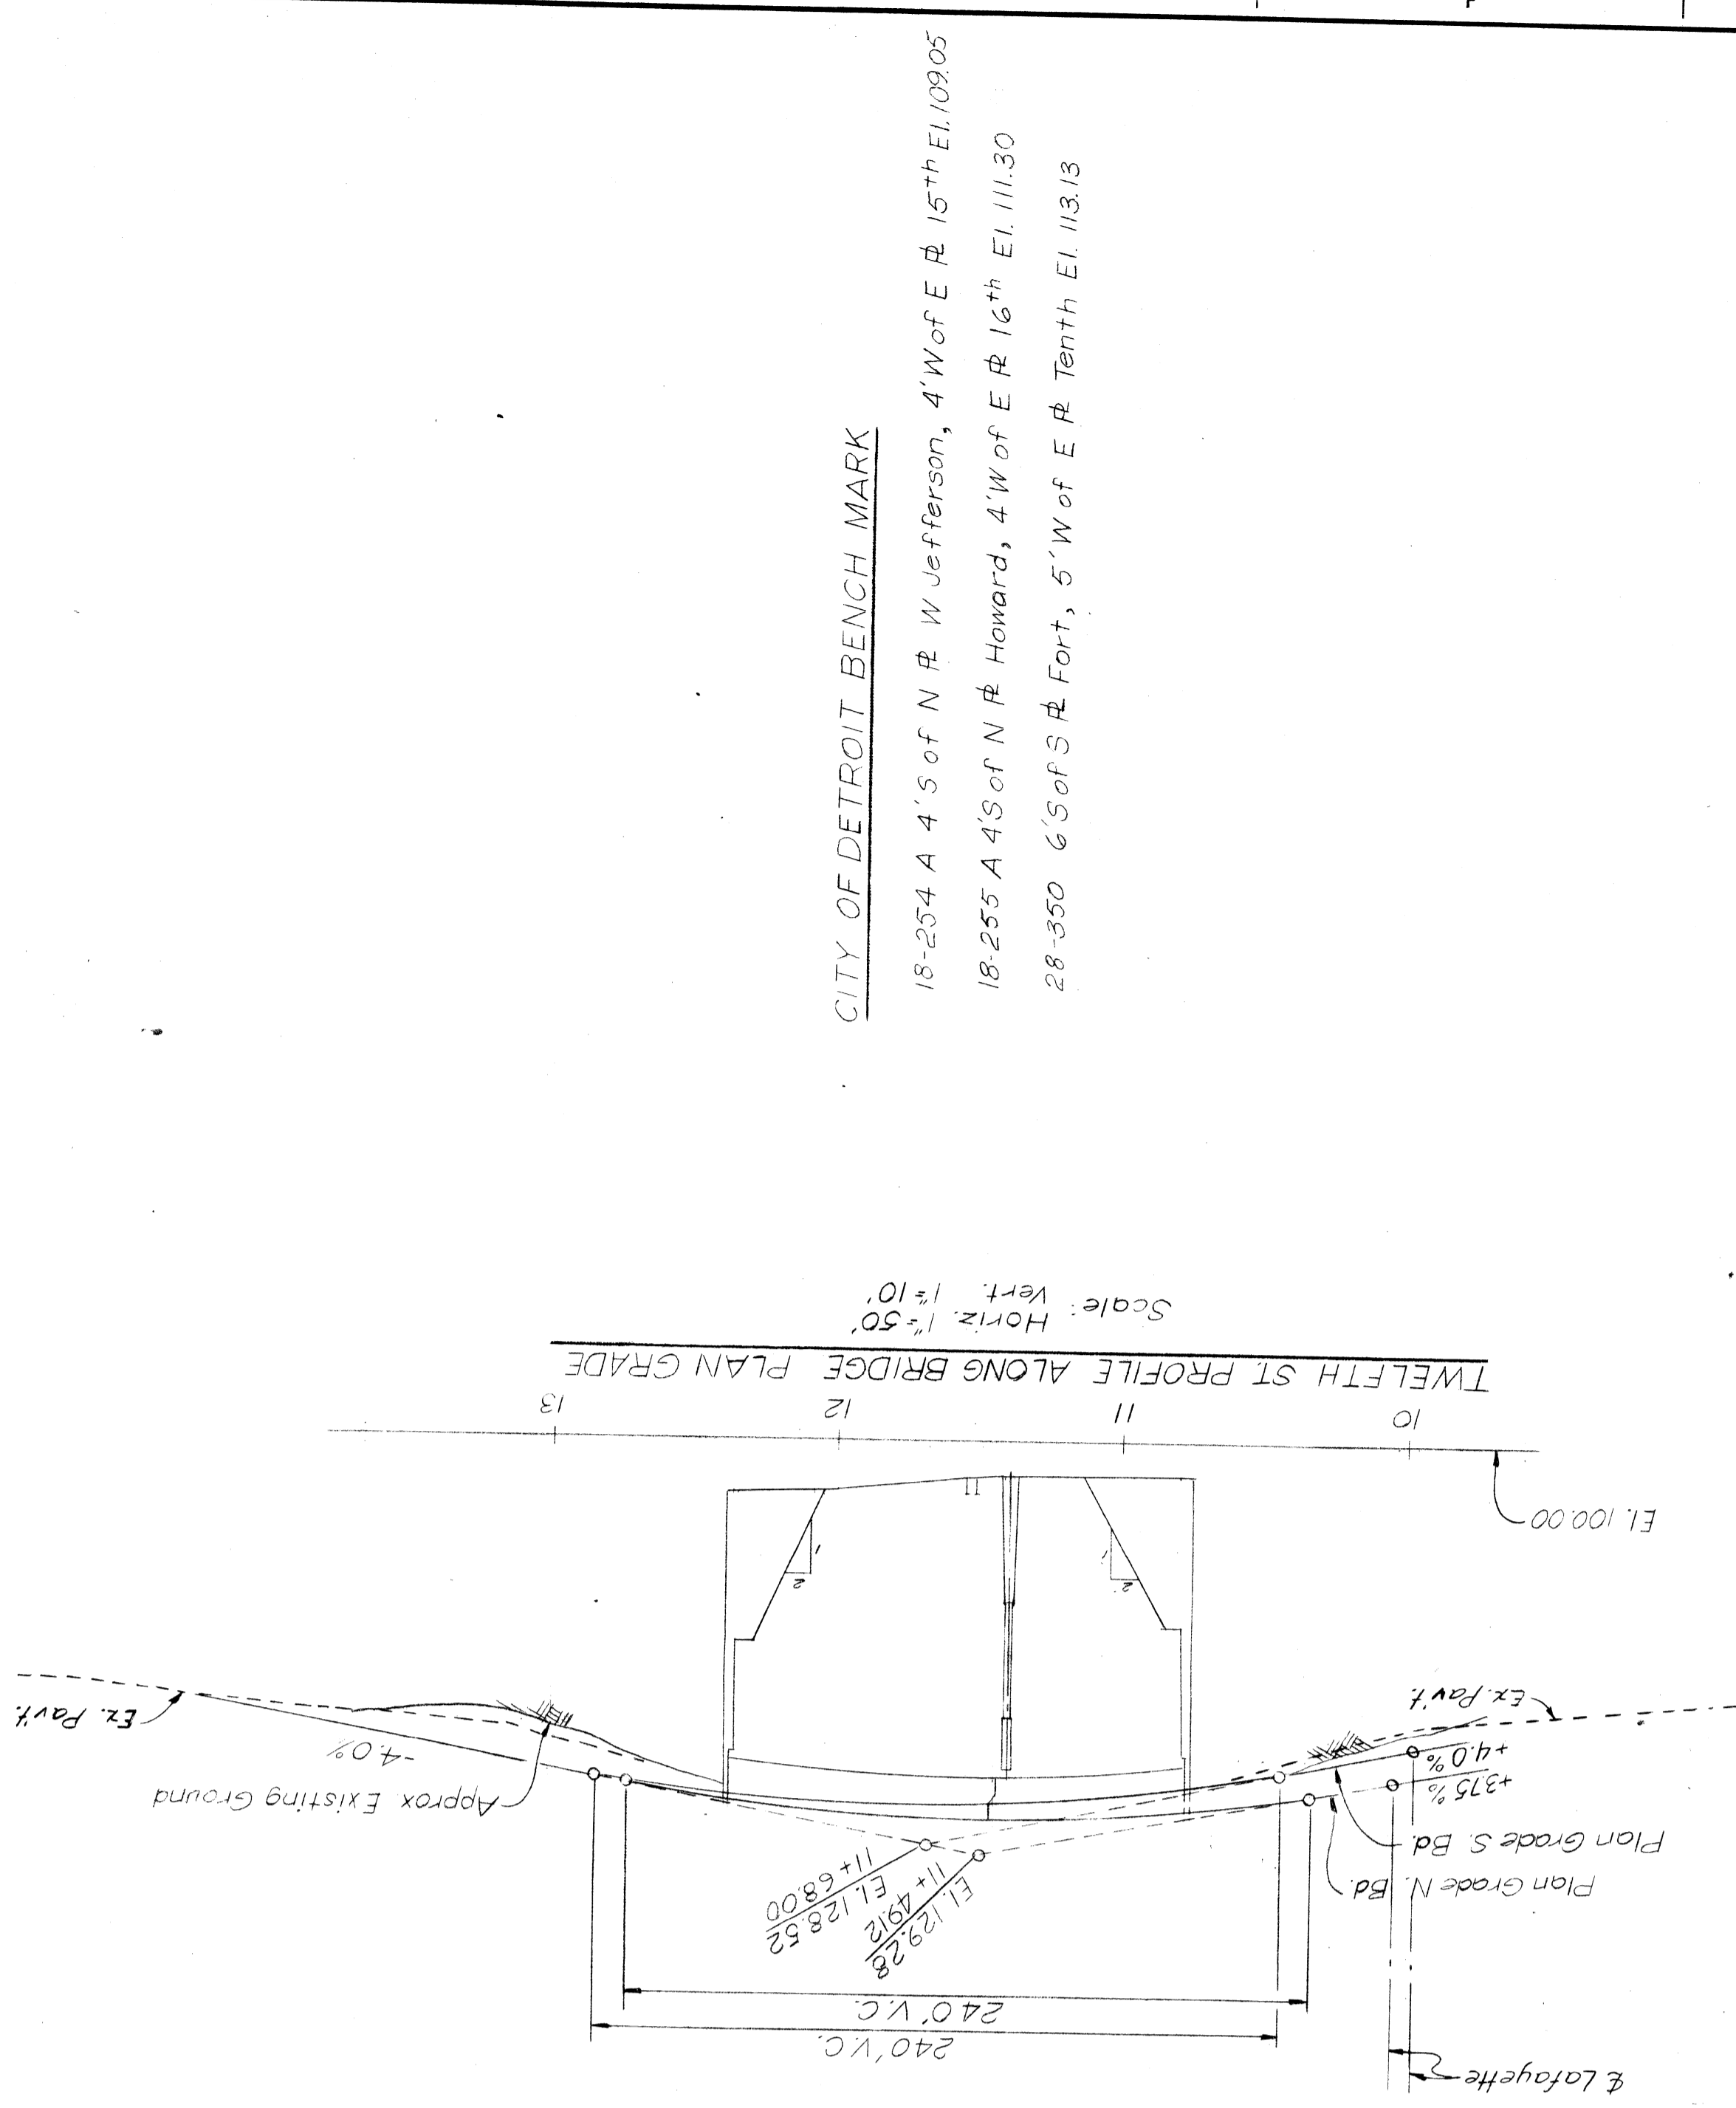 CITY OF DETROIT BENCH MARK
18-254 A 4'S of N ⅊ W Jefferson, 4'W of E ⅊ 15th El. 109.05
18-255 A 4'S of N ⅊ Howard, 4'W of E ⅊ 16th El. 111.30
28-350 6'S of S ⅊ Fort, 5'W of E ⅊ Tenth El. 113.13
℄ Lafayette
240' V.C.
240' V.C.
El. 129.28
11+49.12
El. 128.52
11+68.00
Plan Grade N. Bd.
Plan Grade S. Bd.
+3.75%
+4.0%
Ex. Pav't.
Approx Existing Ground
-4.0%
Ex. Pav't.
2
1
2
1
El. 100.00
10
11
12
13
TWELFTH ST. PROFILE ALONG BRIDGE PLAN GRADE
Scale: Horiz. 1"=50'
Vert. 1"=10'